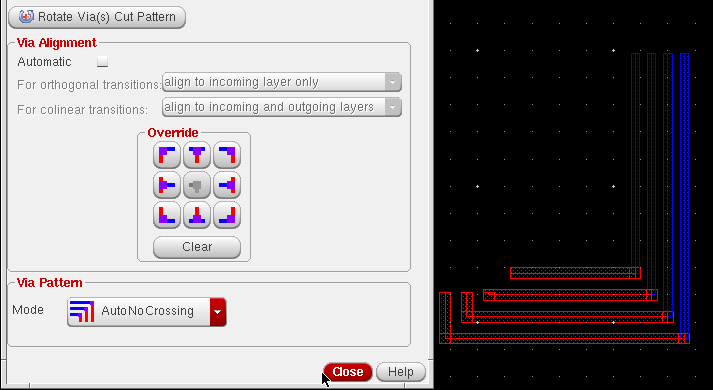 Rotate Via(s) Cut Pattern
Via Alignment
Automatic
For orthogonal transitions: align to incoming layer only
For colinear transitions: align to incoming and outgoing layers
Override
Clear
Via Pattern
Mode AutoNoCrossing
Close Help